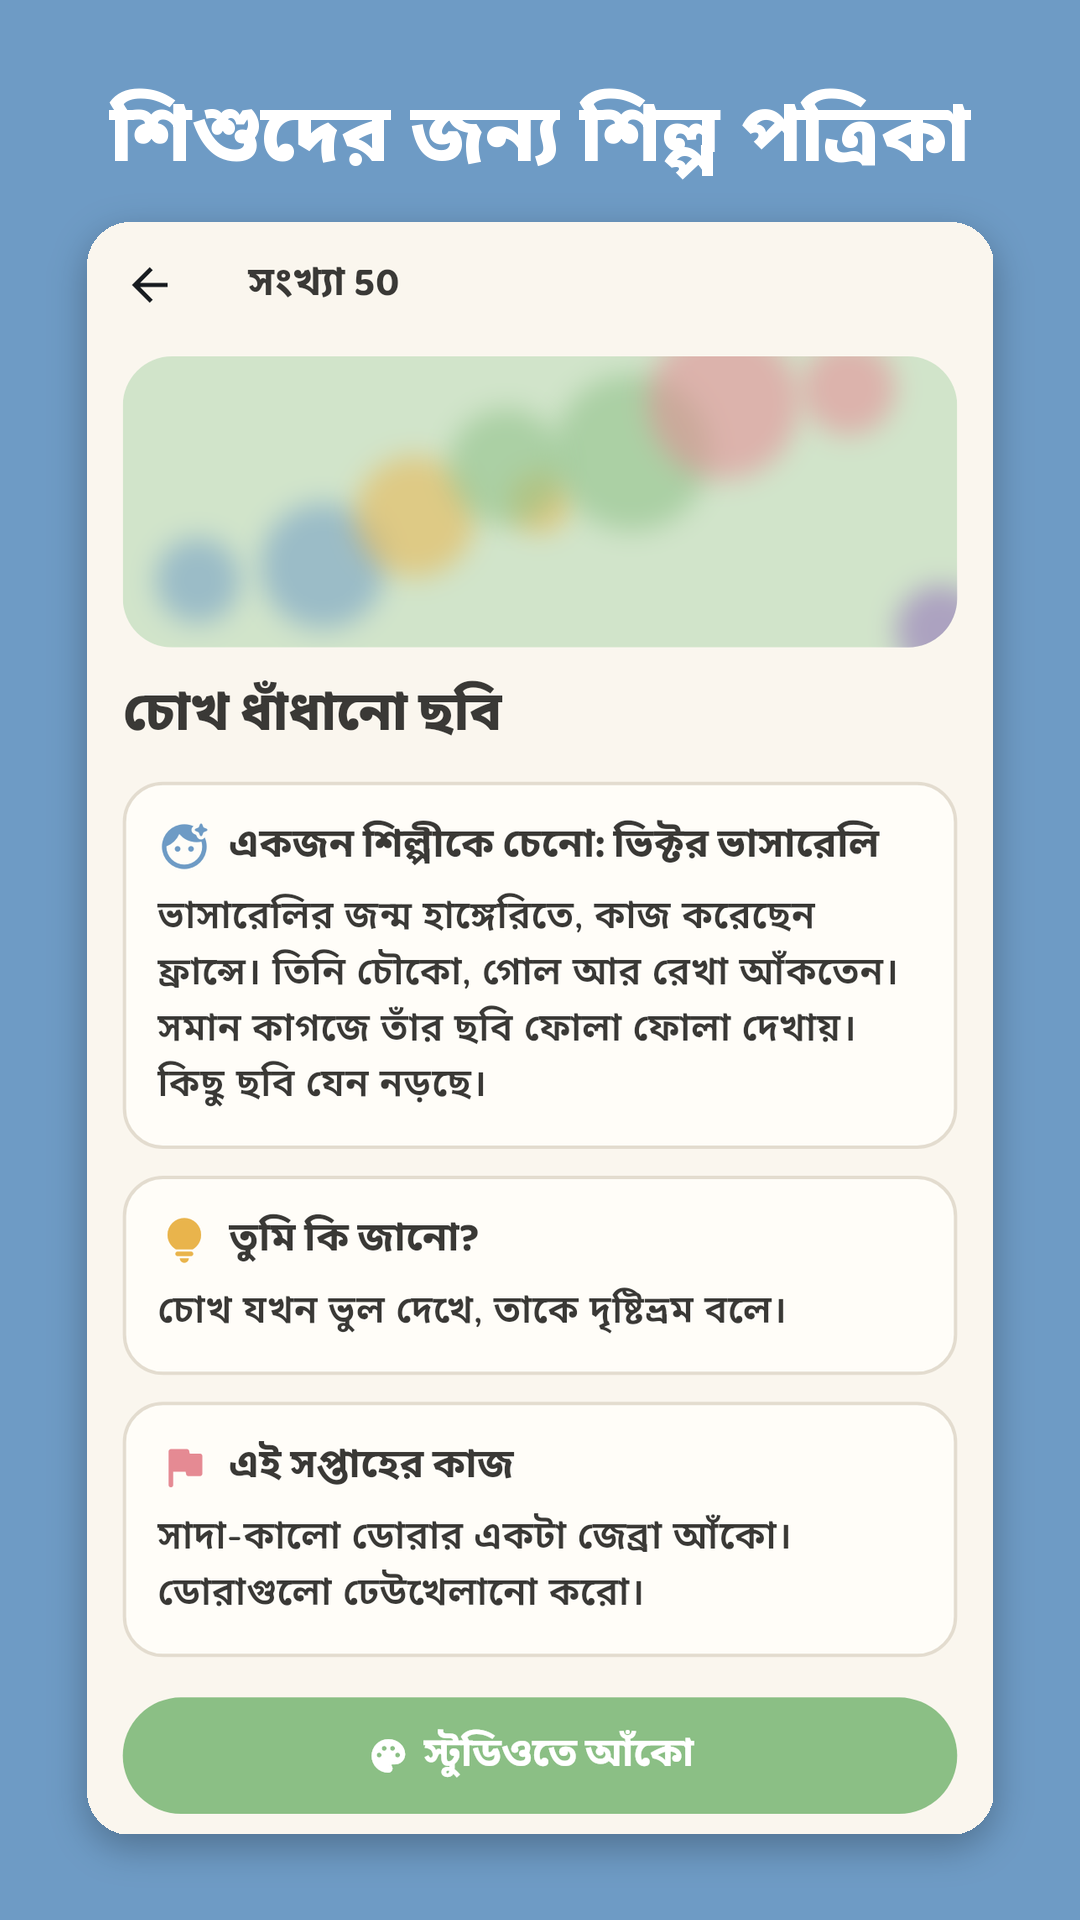 শিশুদের জন্য শিল্প পত্রিকা
সংখ্যা 50
চোখ ধাঁধানো ছবি
একজন শিল্পীকে চেনো: ভিক্টর ভাসারেলি
ভাসারেলির জন্ম হাঙ্গেরিতে, কাজ করেছেন
ফ্রান্সে। তিনি চৌকো, গোল আর রেখা আঁকতেন।
সমান কাগজে তাঁর ছবি ফোলা ফোলা দেখায়।
কিছু ছবি যেন নড়ছে।
তুমি কি জানো?
চোখ যখন ভুল দেখে, তাকে দৃষ্টিভ্রম বলে।
এই সপ্তাহের কাজ
সাদা-কালো ডোরার একটা জেব্রা আঁকো।
ডোরাগুলো ঢেউখেলানো করো।
স্টুডিওতে আঁকো